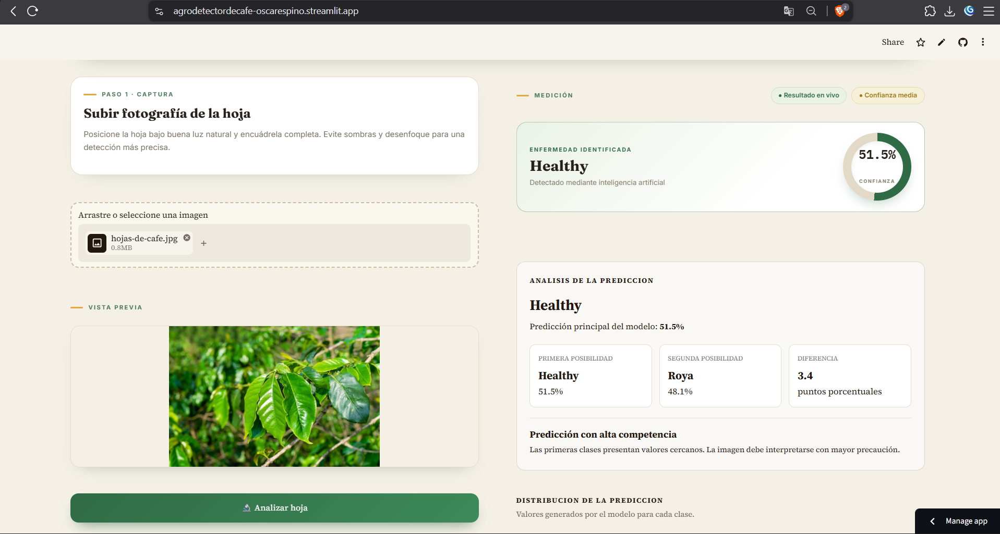 agrodetectordecafe-oscarespino.streamlit.app
2
Share
PASO 1 · CAPTURA
Subir fotografía de la hoja
Posicione la hoja bajo buena luz natural y encuádrela completa. Evite sombras y desenfoque para una
detección más precisa.
Arrastre o seleccione una imagen
hojas-de-cafe.jpg
0.8MB
+
VISTA PREVIA
Analizar hoja
MEDICIÓN
• Resultado en vivo
• Confianza media
ENFERMEDAD IDENTIFICADA
Healthy
Detectado mediante inteligencia artificial
51.5%
CONFIANZA
ANALISIS DE LA PREDICCION
Healthy
Predicción principal del modelo: 51.5%
PRIMERA POSIBILIDAD
Healthy
51.5%
SEGUNDA POSIBILIDAD
Roya
48.1%
DIFERENCIA
3.4
puntos porcentuales
Predicción con alta competencia
Las primeras clases presentan valores cercanos. La imagen debe interpretarse con mayor precaución.
DISTRIBUCION DE LA PREDICCION
Valores generados por el modelo para cada clase.
Manage app